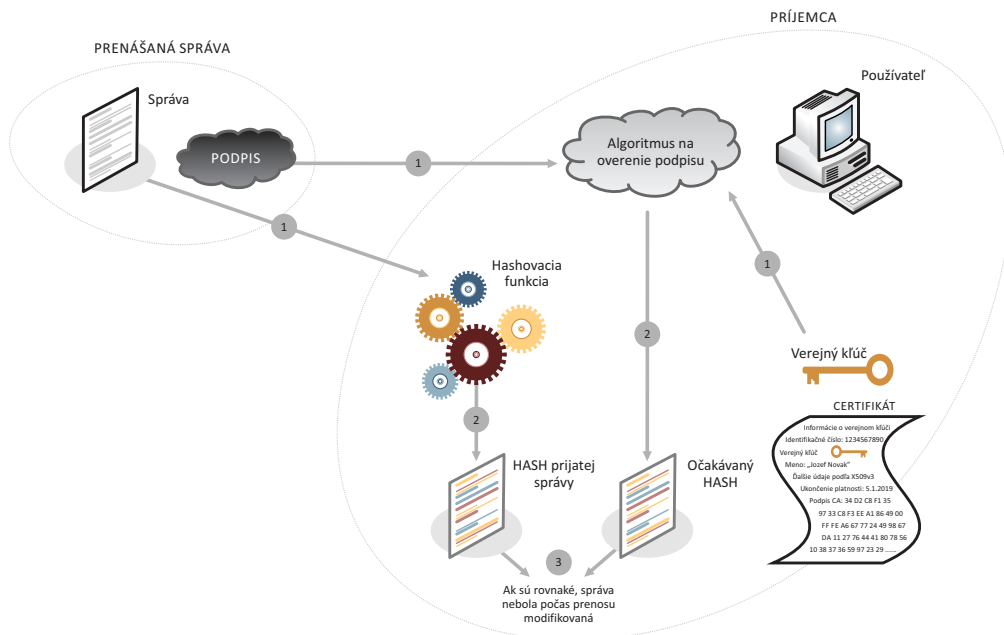 PRÍJEMCA
PRENÁŠANÁ SPRÁVA
Správa
PODPIS
1
Algoritmus na
overenie podpisu
Používateľ
1
1
Hashovacia
funkcia
2
2
Verejný kľúč
HASH prijatej
správy
Očakávaný
HASH
3
Ak sú rovnaké, správa
nebola počas prenosu
modifikovaná
CERTIFIKÁT
Informácie o verejnom kľúči
Identifikačné číslo: 1234567890
Verejný kľúč
Meno: „Jozef Novak“
Ďalšie údaje podľa X509v3
Ukončenie platnosti: 5.1.2019
Podpis CA: 34 D2 C8 F1 35
97 33 C8 F3 EE A1 86 49 00
FF FE A6 67 77 24 49 98 67
DA 11 27 76 44 41 80 78 56
10 38 37 36 59 97 23 29 ......